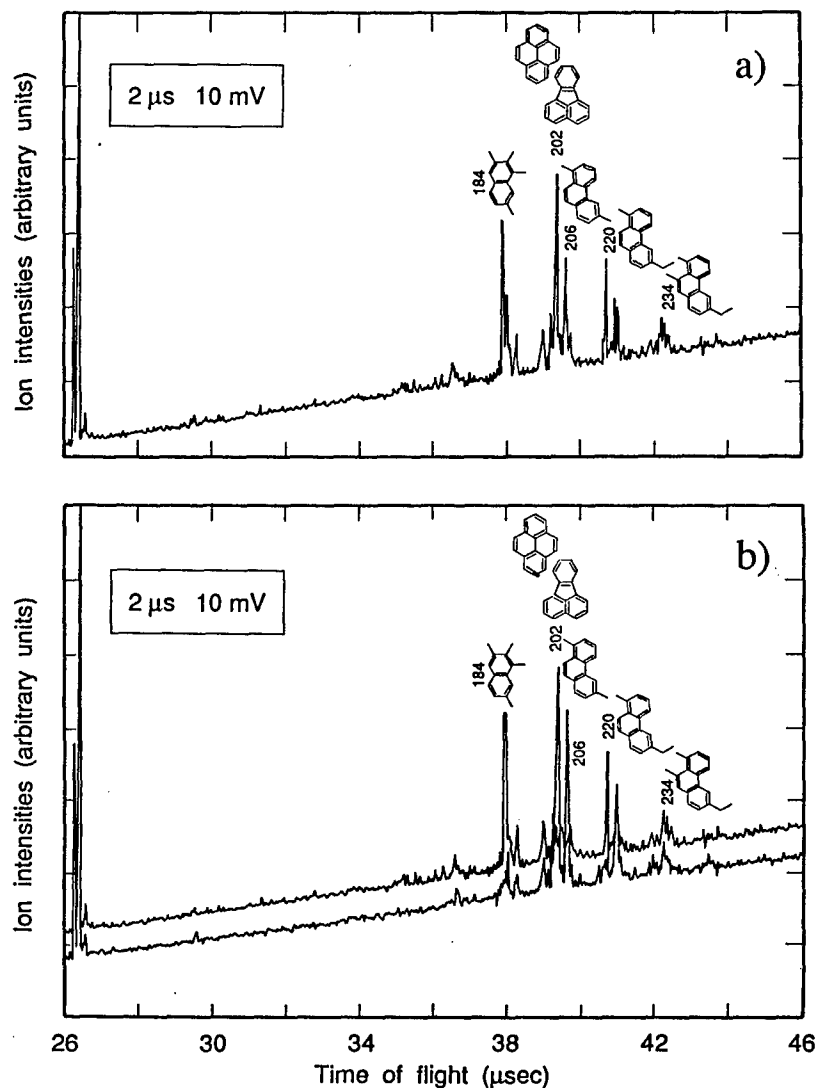 a)
2 μs 10 mV
184
202
206
220
234
Ion intensities (arbitrary units)
b)
2 μs 10 mV
184
202
206
220
234
Ion intensities (arbitrary units)
26 30 34 38 42 46
Time of flight (μsec)